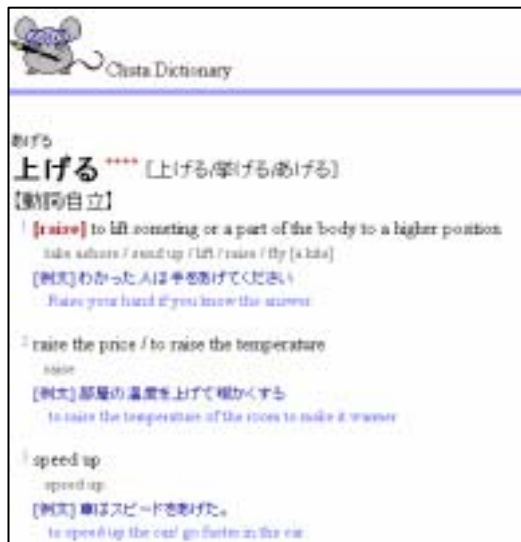 Chuta Dictionary
あげる
上げる **** [上げる/挙げる/あげる]
【動詞自立】
1 [raise] to lift someting or a part of the body to a higher position
take ashore / send up / lift / raise / fly [a kite]
[例文] わかった人は手をあげてください
Raise your hand if you know the answer
2 raise the price / to raise the temperature
raise
[例文] 部屋の温度を上げて暖かくする
to raise the temperature of the room to make it warmer
3 speed up
speed up
[例文] 車はスピードをあげた。
to speed up the car/ go faster in the car